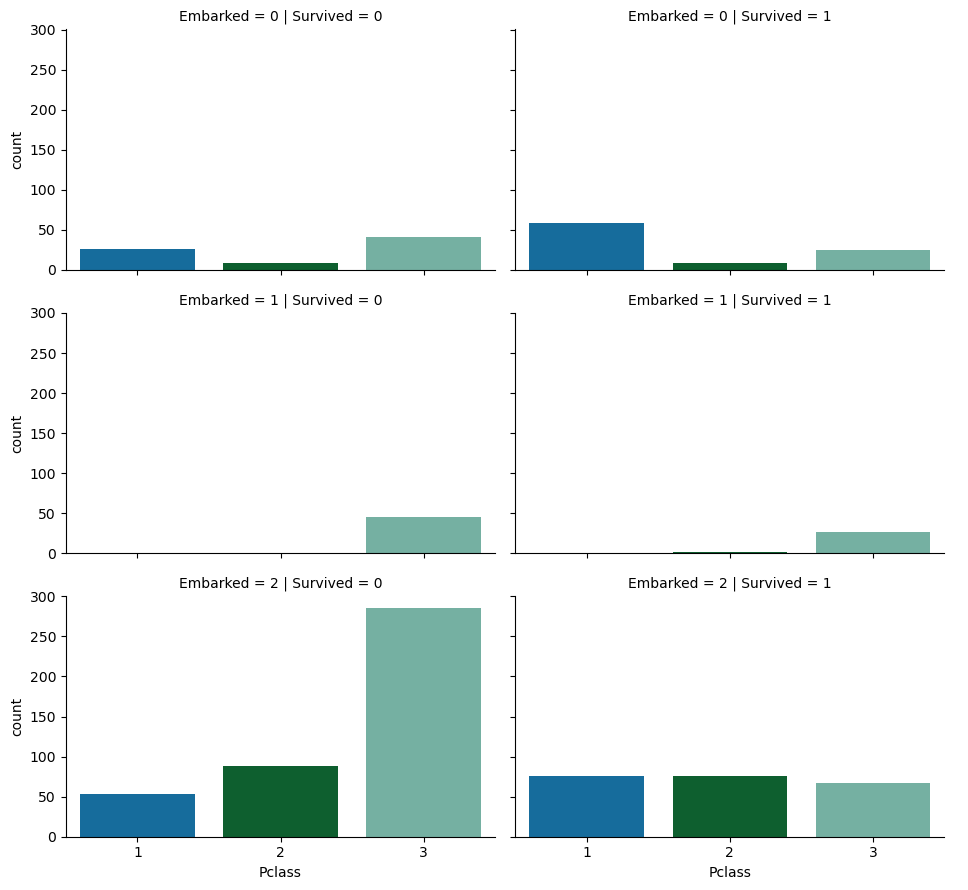 Embarked = 0 | Survived = 0
Embarked = 0 | Survived = 1
300
250
200
150
100
50
0
count
Embarked = 1 | Survived = 0
Embarked = 1 | Survived = 1
300
250
200
150
100
50
0
count
Embarked = 2 | Survived = 0
Embarked = 2 | Survived = 1
300
250
200
150
100
50
0
count
1 2 3
1 2 3
Pclass
Pclass